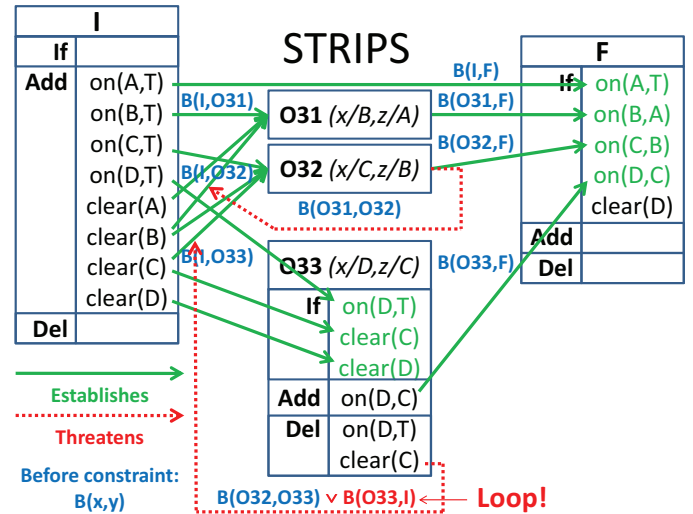 I
If
Add
on(A,T)
on(B,T)
on(C,T)
on(D,T)
clear(A)
clear(B)
clear(C)
clear(D)
Del
STRIPS
B(I,O31)
B(I,O32)
B(I,O33)
O31 (x/B,z/A)
O32 (x/C,z/B)
B(O31,O32)
O33 (x/D,z/C)
If
on(D,T)
clear(C)
clear(D)
Add
on(D,C)
Del
on(D,T)
clear(C)
B(I,F)
B(O31,F)
B(O32,F)
B(O33,F)
F
If
on(A,T)
on(B,A)
on(C,B)
on(D,C)
clear(D)
Add
Del
Establishes
Threatens
Before constraint:
B(x,y)
B(O32,O33) ∨ B(O33,I)
Loop!